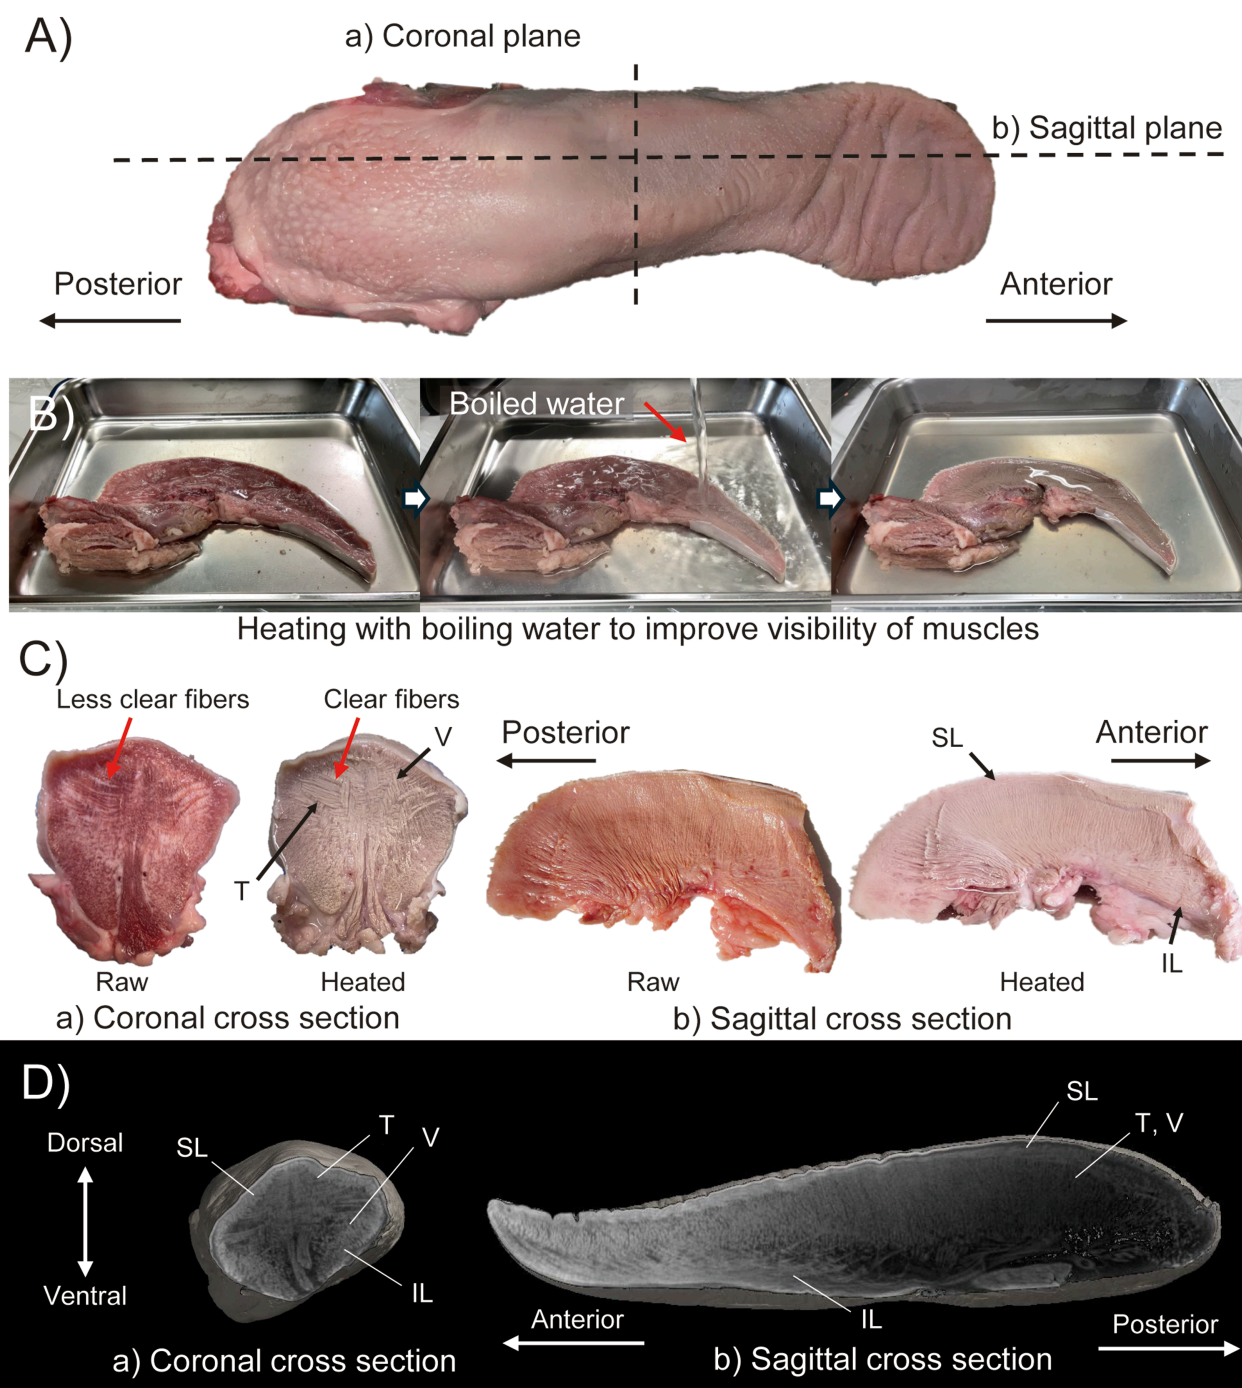 A)
a) Coronal plane
b) Sagittal plane
Posterior
Anterior
B)
Boiled water
Heating with boiling water to improve visibility of muscles
C)
Less clear fibers
Clear fibers
V
T
Raw
Heated
a) Coronal cross section
Posterior
SL
Anterior
IL
Raw
Heated
b) Sagittal cross section
D)
Dorsal
Ventral
SL
T
V
IL
a) Coronal cross section
SL
T, V
IL
Anterior
Posterior
b) Sagittal cross section